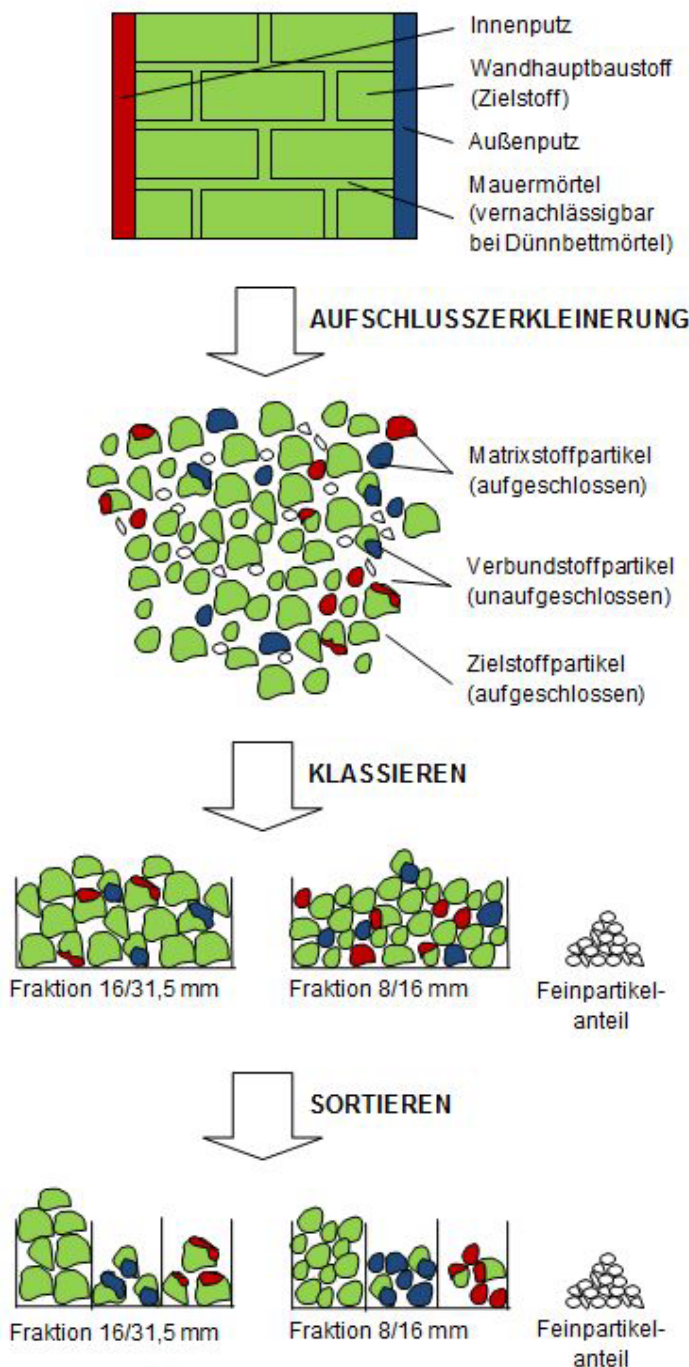 Innenputz
Wandhauptbaustoff
(Zielstoff)
Außenputz
Mauermörtel
(vernachlässigbar
bei Dünnbettmörtel)
AUFSCHLUSSZERKLEINERUNG
Matrixstoffpartikel
(aufgeschlossen)
Verbundstoffpartikel
(unaufgeschlossen)
Zielstoffpartikel
(aufgeschlossen)
KLASSIEREN
Fraktion 16/31,5 mm
Fraktion 8/16 mm
Feinpartikel-
anteil
SORTIEREN
Fraktion 16/31,5 mm
Fraktion 8/16 mm
Feinpartikel-
anteil